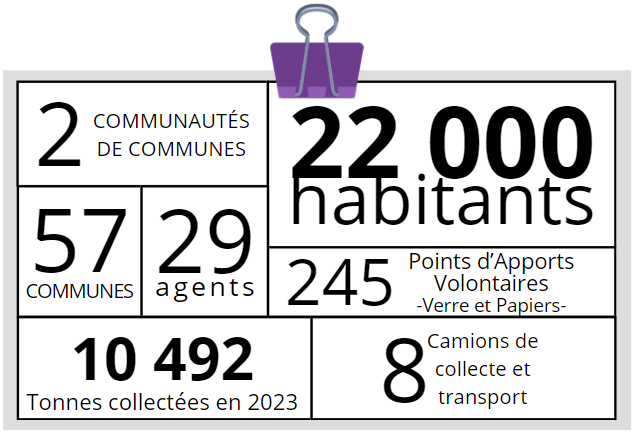 2
COMMUNAUTÉS
DE COMMUNES
22 000
habitants
57
COMMUNES
29
agents
245
Points d’Apports
Volontaires
-Verre et Papiers-
10 492
Tonnes collectées en 2023
8
Camions de
collecte et
transport